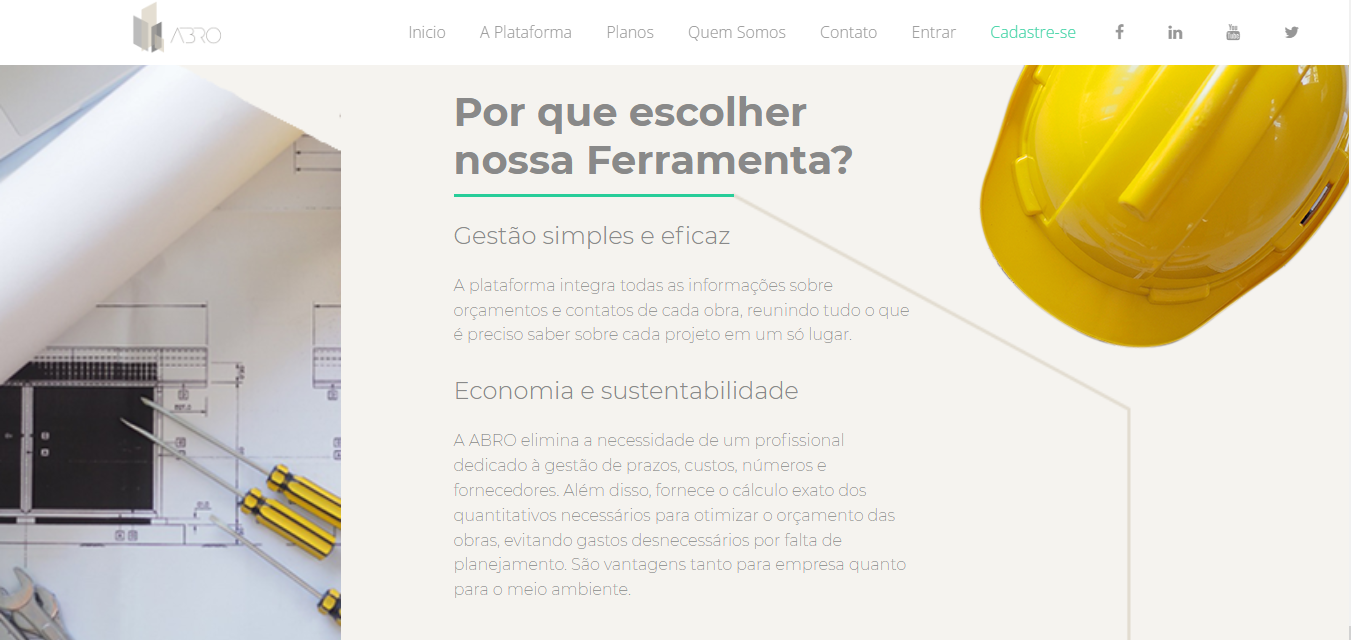 ABRO
Inicio
A Plataforma
Planos
Quem Somos
Contato
Entrar
Cadastre-se
You
Tube
Por que escolher
nossa Ferramenta?
Gestão simples e eficaz
A plataforma integra todas as informações sobre
orçamentos e contatos de cada obra, reunindo tudo o que
é preciso saber sobre cada projeto em um só lugar.
Economia e sustentabilidade
A ABRO elimina a necessidade de um profissional
dedicado à gestão de prazos, custos, números e
fornecedores. Além disso, fornece o cálculo exato dos
quantitativos necessários para otimizar o orçamento das
obras, evitando gastos desnecessários por falta de
planejamento. São vantagens tanto para empresa quanto
para o meio ambiente.